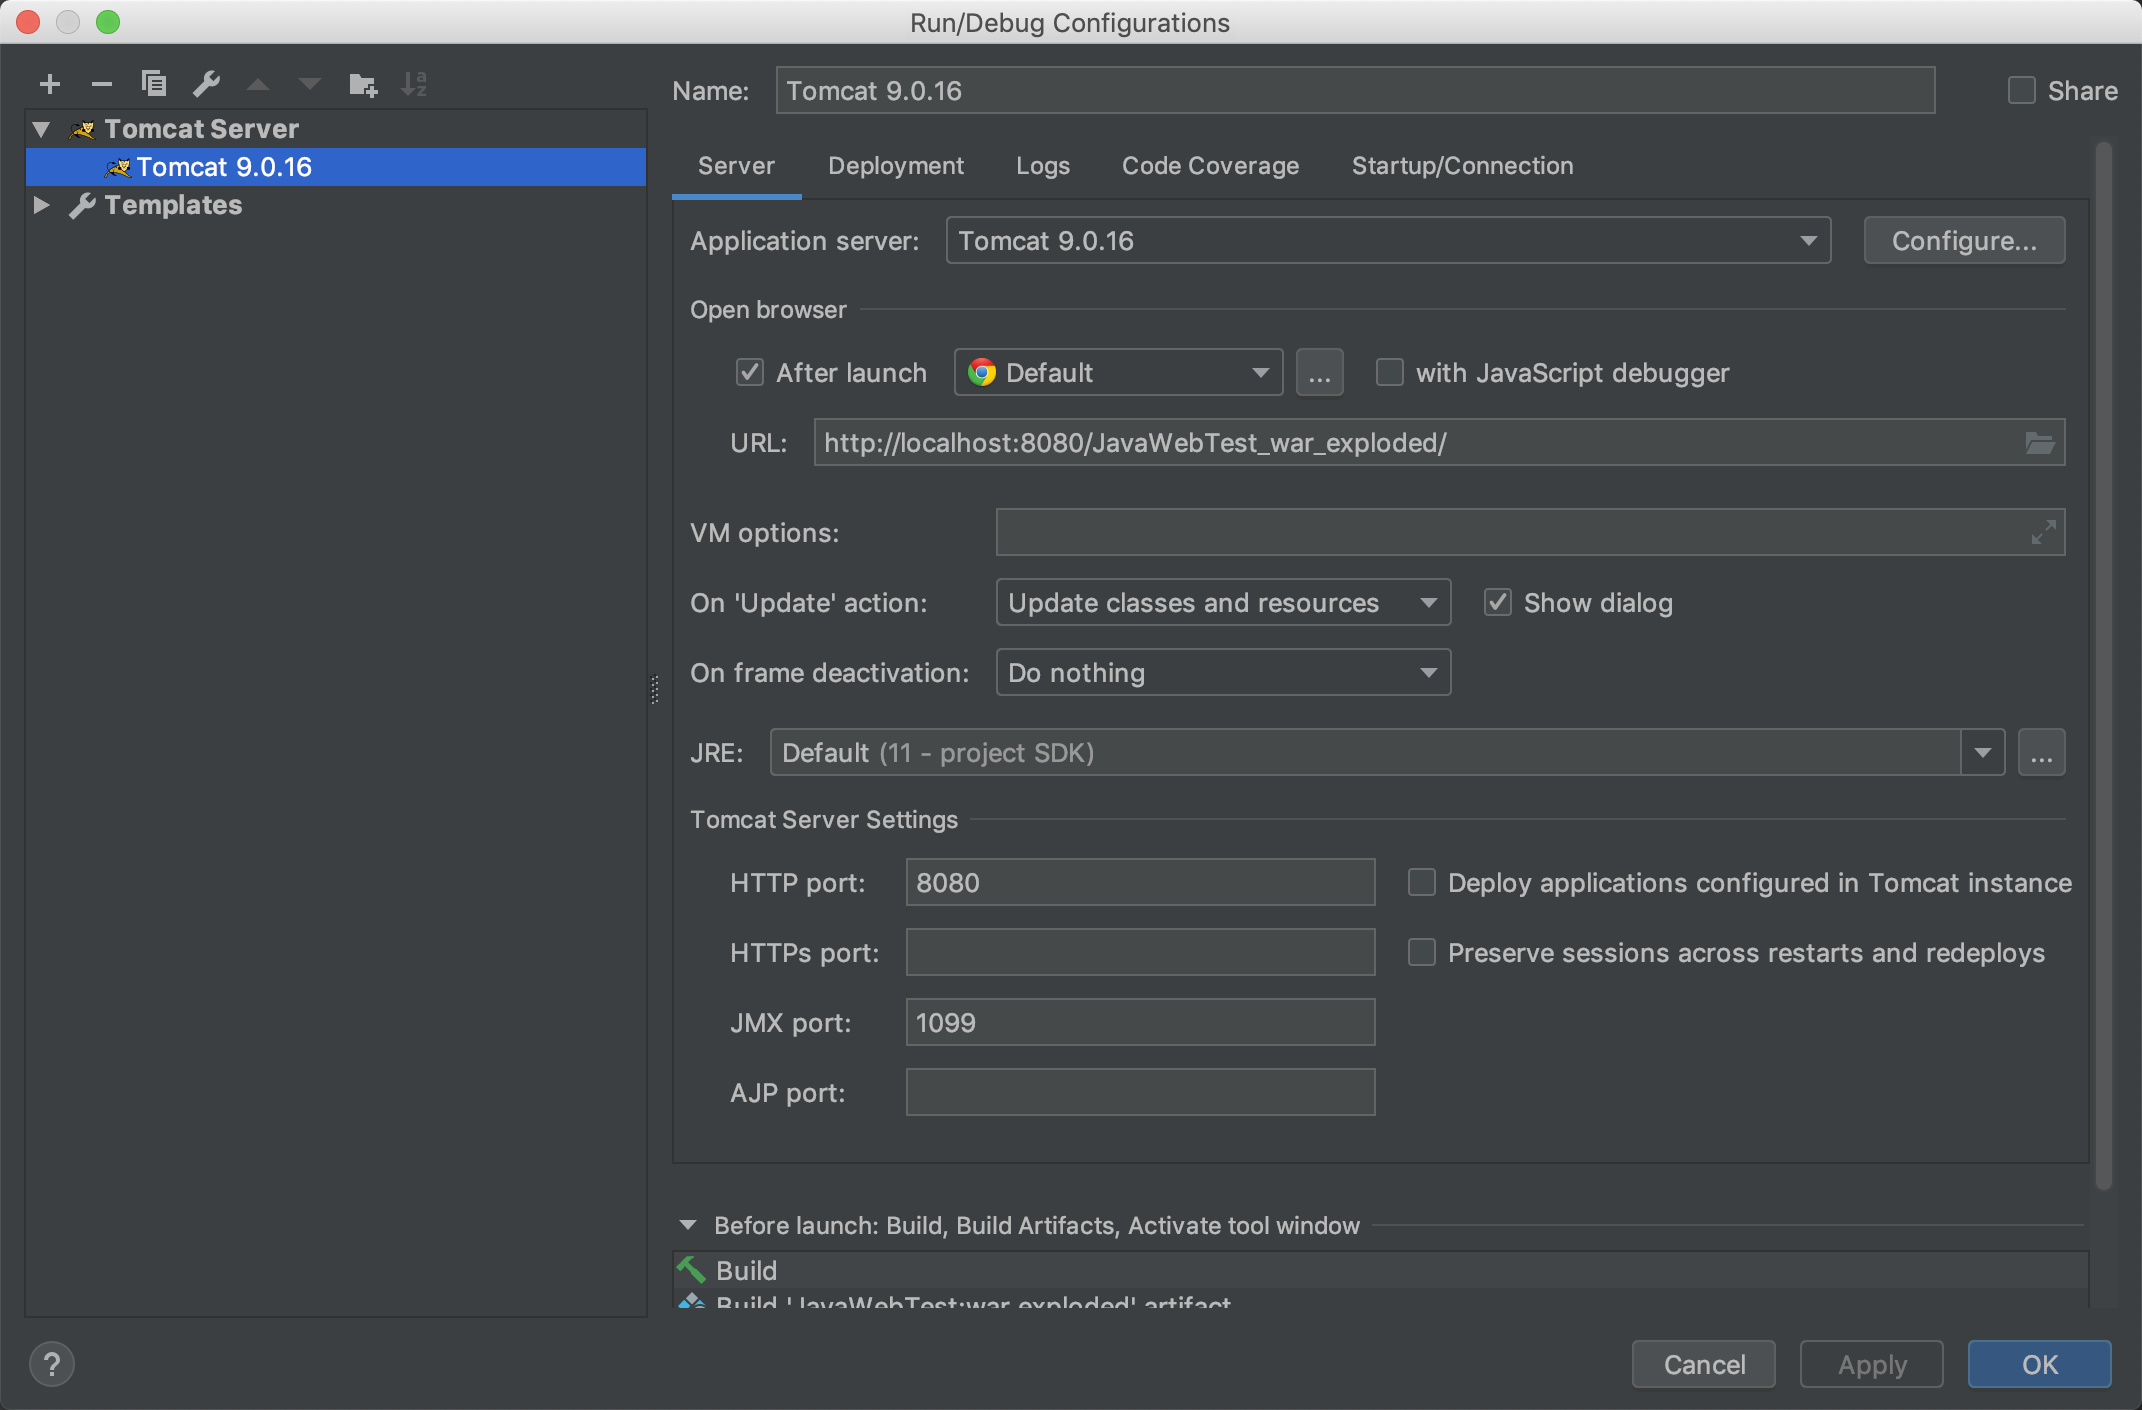 Run/Debug Configurations
Tomcat Server
Tomcat 9.0.16
Templates
Name: Tomcat 9.0.16 Share
Server Deployment Logs Code Coverage Startup/Connection
Application server: Tomcat 9.0.16 Configure...
Open browser
After launch Default ... with JavaScript debugger
URL: http://localhost:8080/JavaWebTest_war_exploded/
VM options:
On 'Update' action: Update classes and resources Show dialog
On frame deactivation: Do nothing
JRE: Default (11 - project SDK) ...
Tomcat Server Settings
HTTP port: 8080 Deploy applications configured in Tomcat instance
HTTPs port: Preserve sessions across restarts and redeploys
JMX port: 1099
AJP port:
Before launch: Build, Build Artifacts, Activate tool window
Build
Build 'JavaWebTest:war exploded' artifact
? Cancel Apply OK